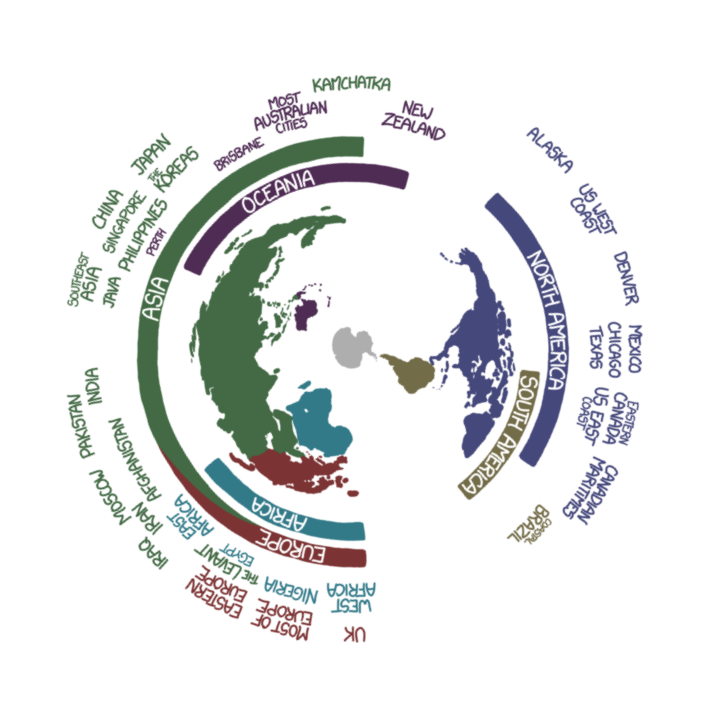 KAMCHATKA
MOST
AUSTRALIAN
CITIES
NEW
ZEALAND
BRISBANE
JAPAN
THE
KOREAS
CHINA
SINGAPORE
PHILIPPINES
PERTH
SOUTHEAST
ASIA
JAVA
OCEANIA
ASIA
ALASKA
US WEST
COAST
DENVER
NORTH AMERICA
MEXICO
CHICAGO
TEXAS
EASTERN
CANADA
US EAST
COAST
SOUTH AMERICA
CANADIAN
MARITIMES
COASTAL
BRAZIL
INDIA
PAKISTAN
AFGHANISTAN
MOSCOW
IRAN
IRAQ
EAST
AFRICA
EGYPT
THE LEVANT
EASTERN
EUROPE
AFRICA
EUROPE
NIGERIA
MOST OF
EUROPE
WEST
AFRICA
UK